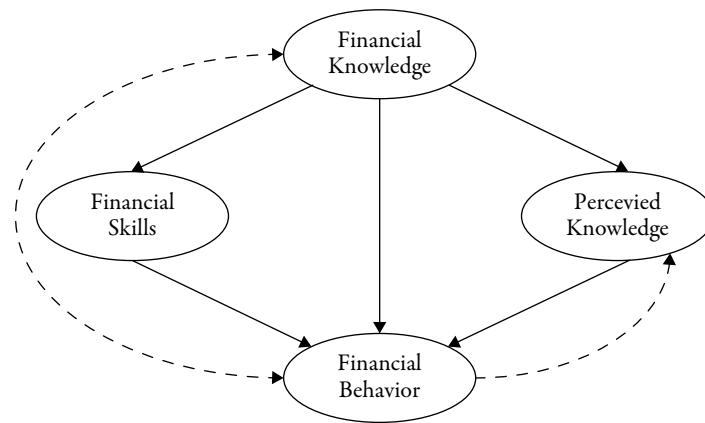 Financial
Knowledge
Financial
Skills
Percevied
Knowledge
Financial
Behavior